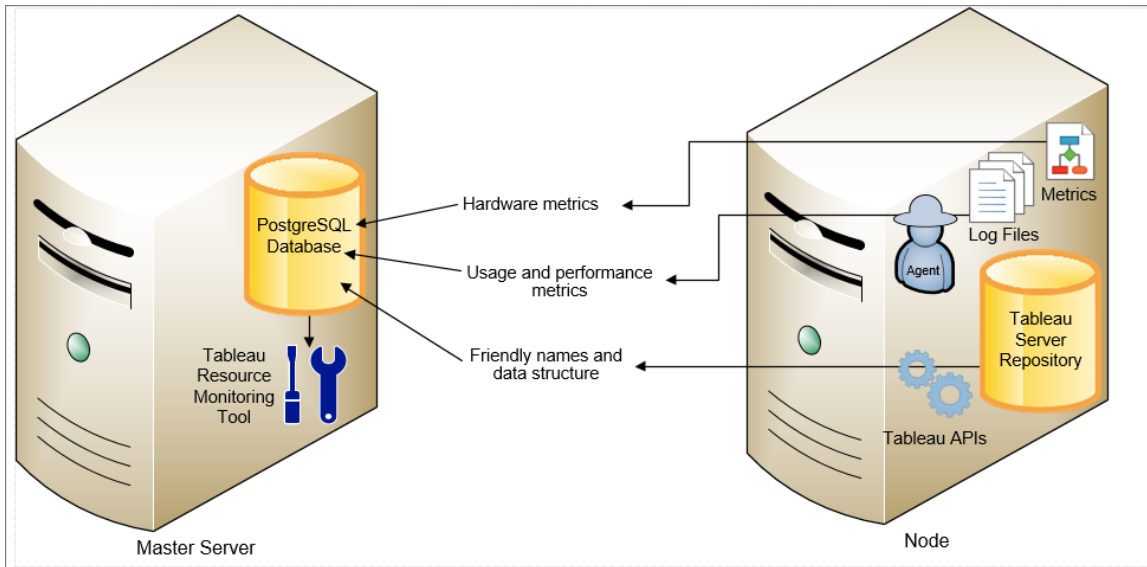 PostgreSQL
Database
Tableau
Resource
Monitoring
Tool
Master Server
Hardware metrics
Usage and performance
metrics
Friendly names and
data structure
Metrics
Log Files
Agent
Tableau
Server
Repository
Tableau APIs
Node